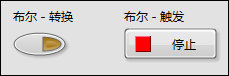 布尔 - 转换
布尔 - 触发
停止